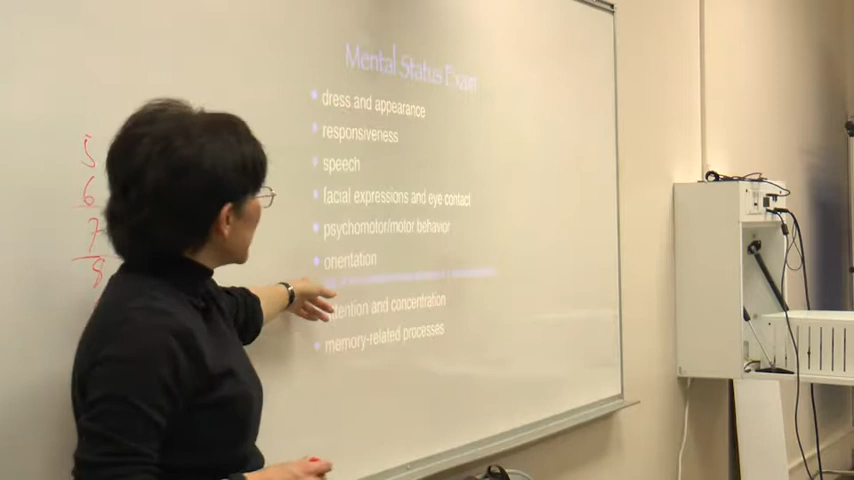 Mental Status Exam
dress and appearance
responsiveness
speech
facial expressions and eye contact
psychomotor/motor behavior
orientation
attention and concentration
memory-related processes
5
6
7
8